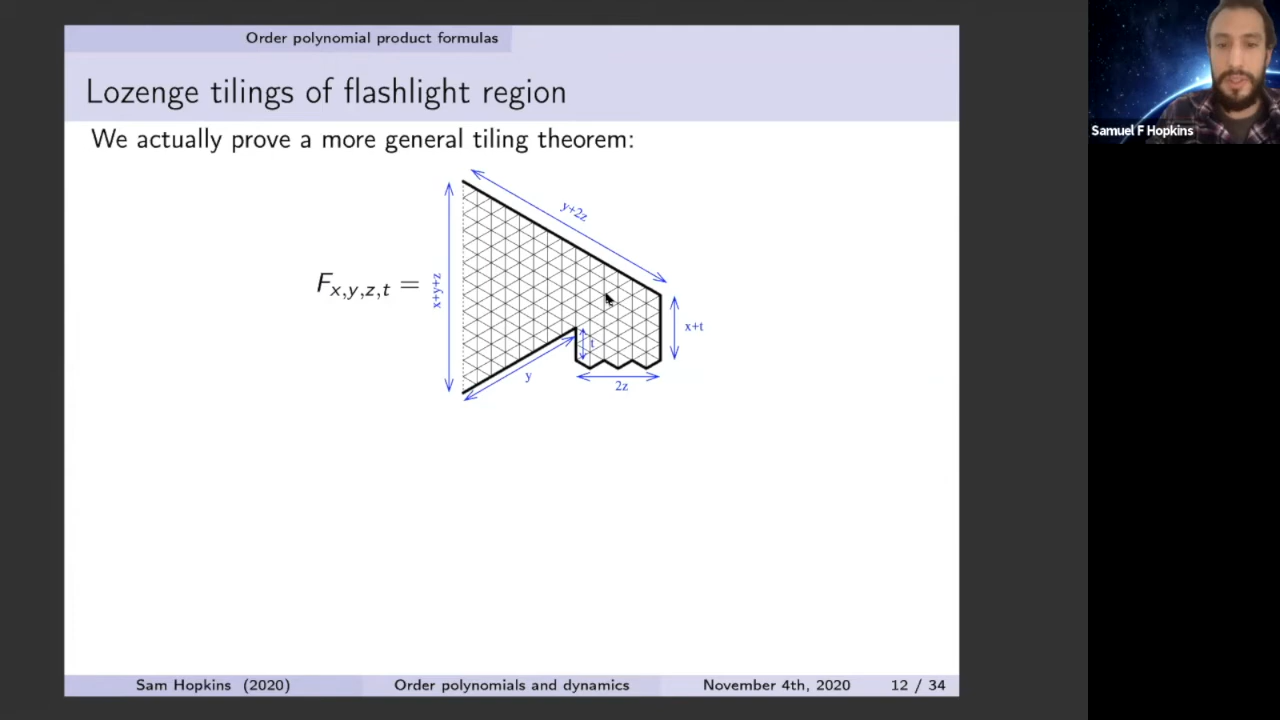 Order polynomial product formulas
Lozenge tilings of flashlight region
We actually prove a more general tiling theorem:
y+2z
F_{x,y,z,t} =
x+y+z
x+t
t
y
2z
Sam Hopkins (2020)
Order polynomials and dynamics
November 4th, 2020
12 / 34
Samuel F Hopkins